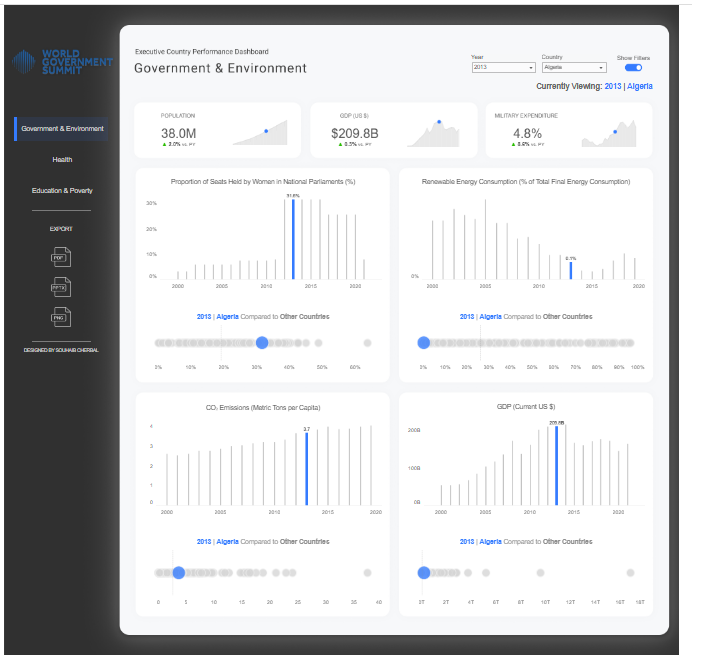 WORLD
GOVERNMENT
SUMMIT
Government & Environment
Health
Education & Poverty
EXPORT
PDF
PPTX
PNG
DESIGNED BY SOUHAIB CHERBAL
Executive Country Performance Dashboard
Government & Environment
Year
2013
Country
Algeria
Show Filters
Currently Viewing: 2013 | Algeria
POPULATION
38.0M
▲ 2.0% vs. PY
GDP (US $)
$209.8B
▲ 0.3% vs. PY
MILITARY EXPENDITURE
4.8%
▲ 8.6% vs. PY
Proportion of Seats Held by Women in National Parliaments (%)
31.6%
30%
20%
10%
0%
2000 2005 2010 2015 2020
2013 | Algeria Compared to Other Countries
0% 10% 20% 30% 40% 50% 60%
Renewable Energy Consumption (% of Total Final Energy Consumption)
0.1%
0%
2000 2005 2010 2015 2020
2013 | Algeria Compared to Other Countries
0% 10% 20% 30% 40% 50% 60% 70% 80% 90% 100%
CO₂ Emissions (Metric Tons per Capita)
3.7
4
3
2
1
0
2000 2005 2010 2015 2020
2013 | Algeria Compared to Other Countries
0 5 10 15 20 25 30 35 40
GDP (Current US $)
209.8B
200B
100B
0B
2000 2005 2010 2015 2020
2013 | Algeria Compared to Other Countries
0T 2T 4T 6T 8T 10T 12T 14T 16T 18T